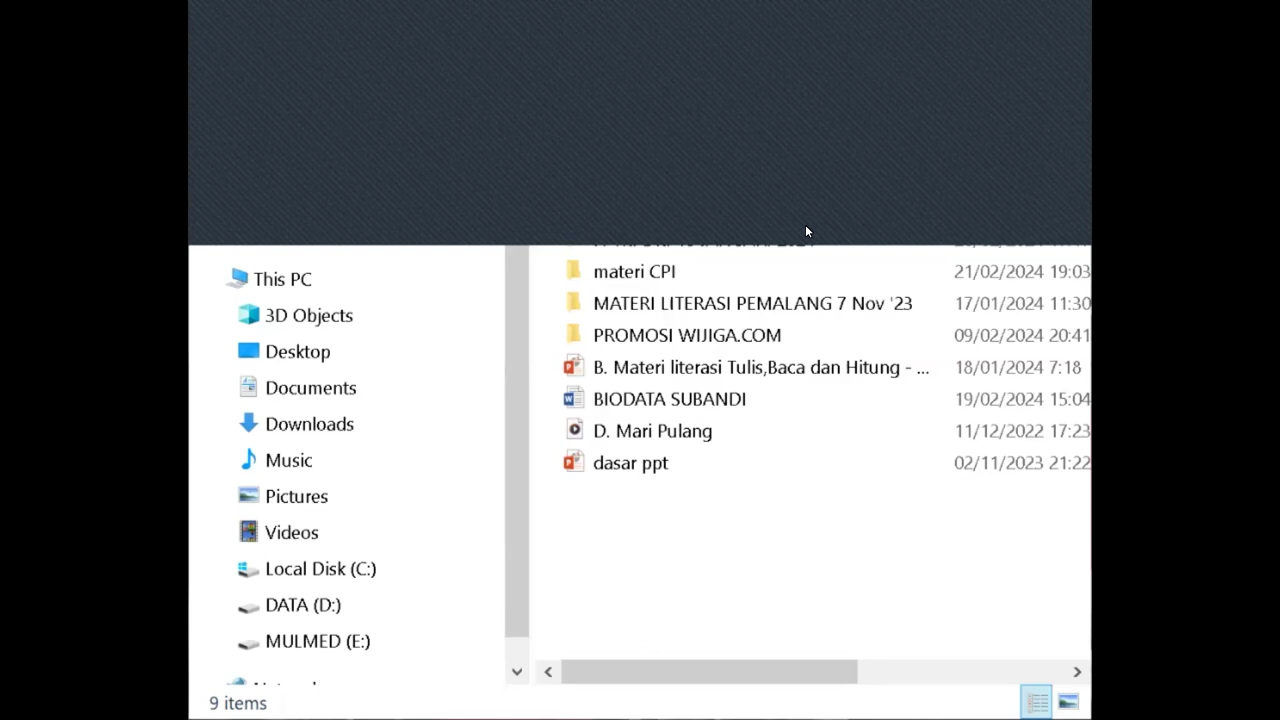 This PC
3D Objects
Desktop
Documents
Downloads
Music
Pictures
Videos
Local Disk (C:)
DATA (D:)
MULMED (E:)
materi CPI 21/02/2024 19:03
MATERI LITERASI PEMALANG 7 Nov '23 17/01/2024 11:30
PROMOSI WIJIGA.COM 09/02/2024 20:41
B. Materi literasi Tulis,Baca dan Hitung - ... 18/01/2024 7:18
BIODATA SUBANDI 19/02/2024 15:04
D. Mari Pulang 11/12/2022 17:23
dasar ppt 02/11/2023 21:22
9 items